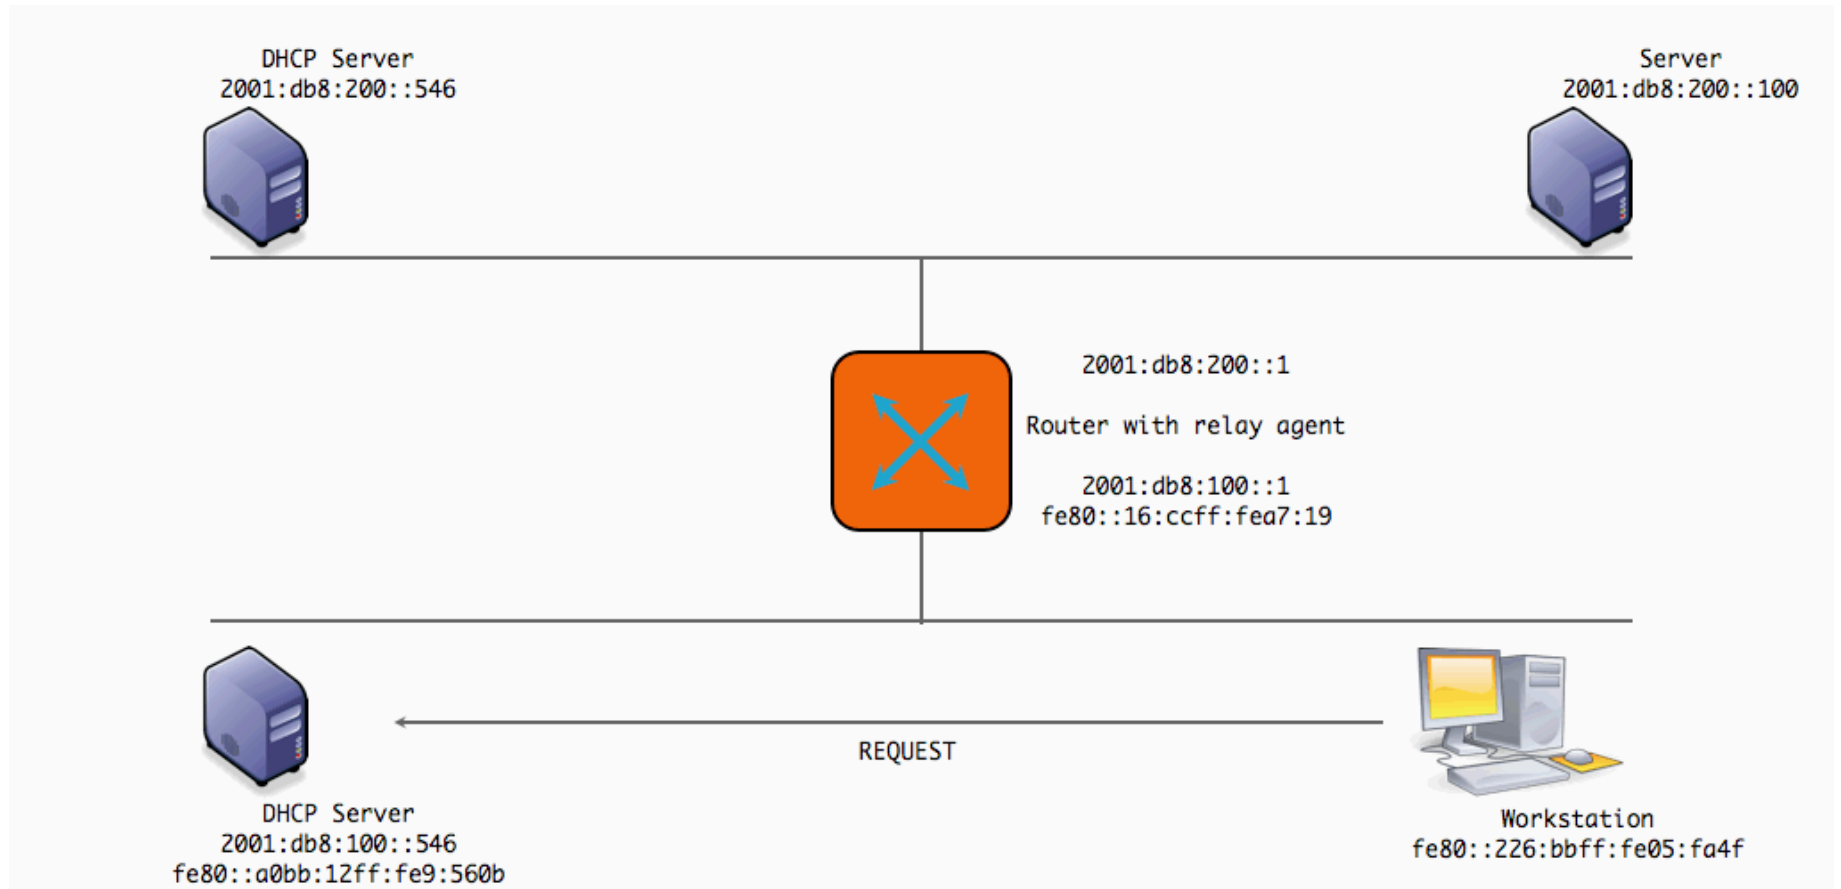 DHCP Server
2001:db8:200::546
Server
2001:db8:200::100
2001:db8:200::1
Router with relay agent
2001:db8:100::1
fe80::16:ccff:fea7:19
REQUEST
DHCP Server
2001:db8:100::546
fe80::a0bb:12ff:fe9:560b
Workstation
fe80::226:bbff:fe05:fa4f